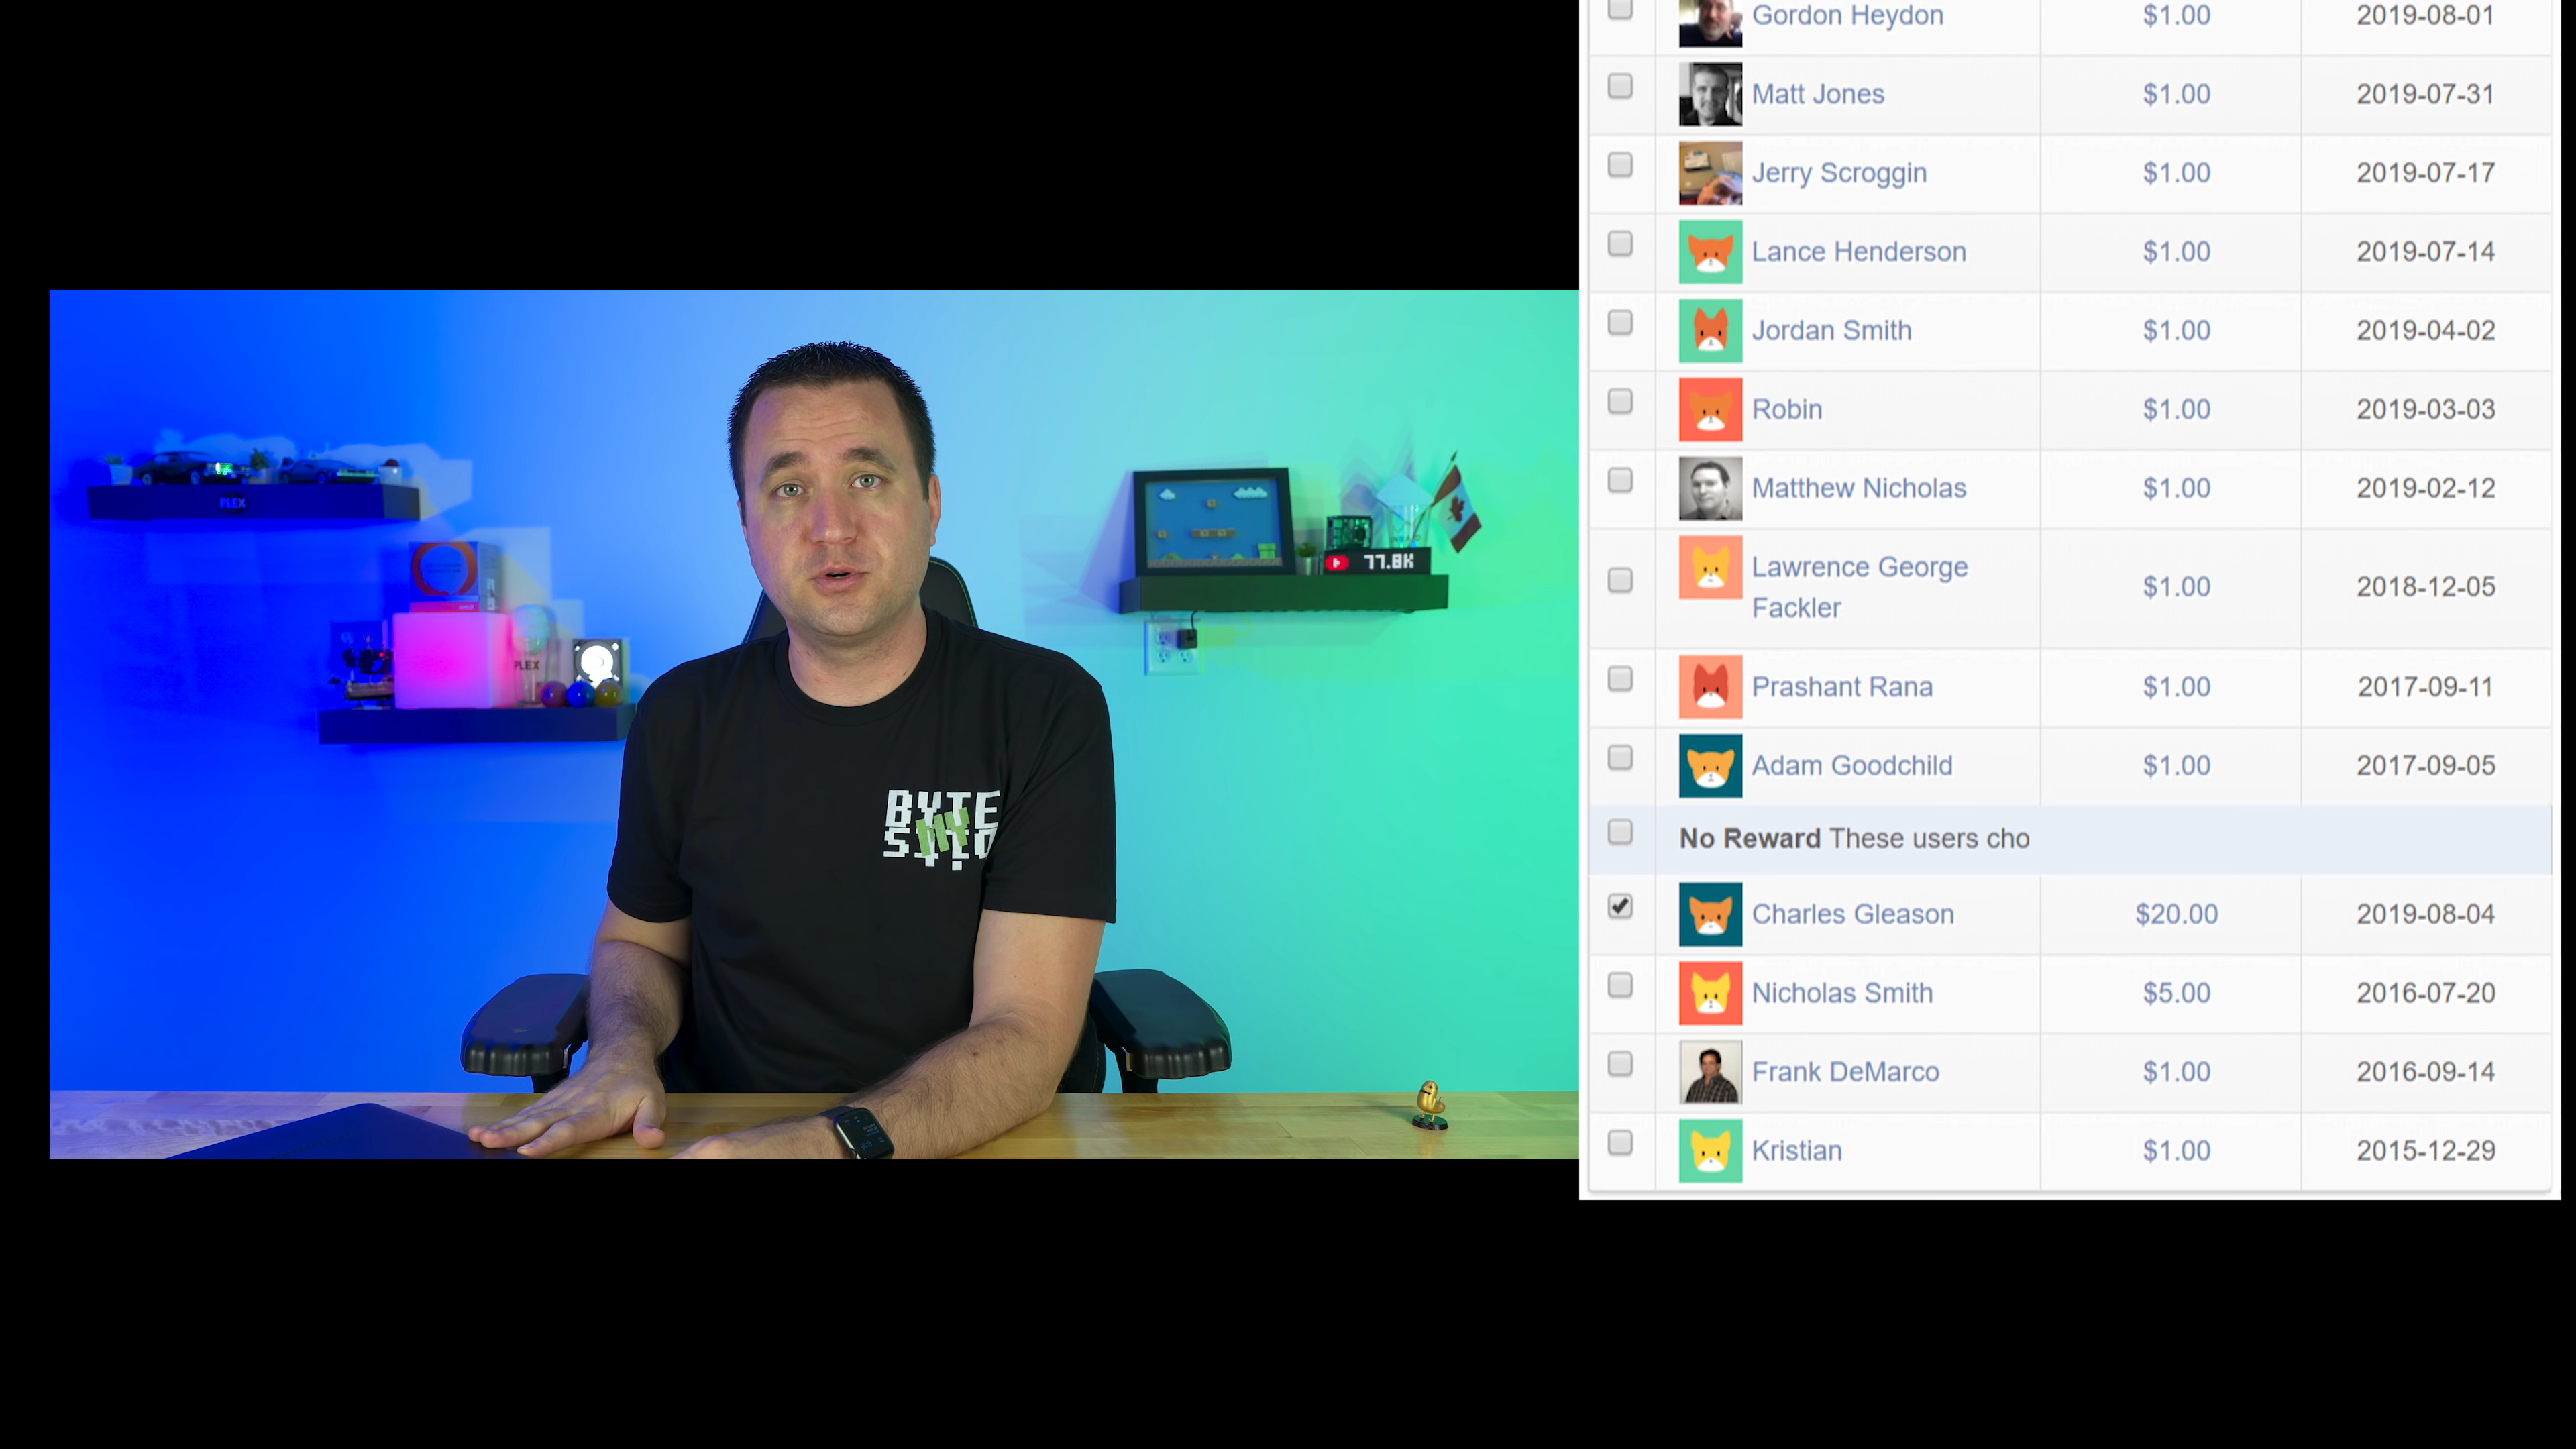 FLEX
PLEX
77.8K
BYTE
MY
BITS!
Gordon Heydon $1.00 2019-08-01
Matt Jones $1.00 2019-07-31
Jerry Scroggin $1.00 2019-07-17
Lance Henderson $1.00 2019-07-14
Jordan Smith $1.00 2019-04-02
Robin $1.00 2019-03-03
Matthew Nicholas $1.00 2019-02-12
Lawrence George
Fackler $1.00 2018-12-05
Prashant Rana $1.00 2017-09-11
Adam Goodchild $1.00 2017-09-05
No Reward These users cho
Charles Gleason $20.00 2019-08-04
Nicholas Smith $5.00 2016-07-20
Frank DeMarco $1.00 2016-09-14
Kristian $1.00 2015-12-29